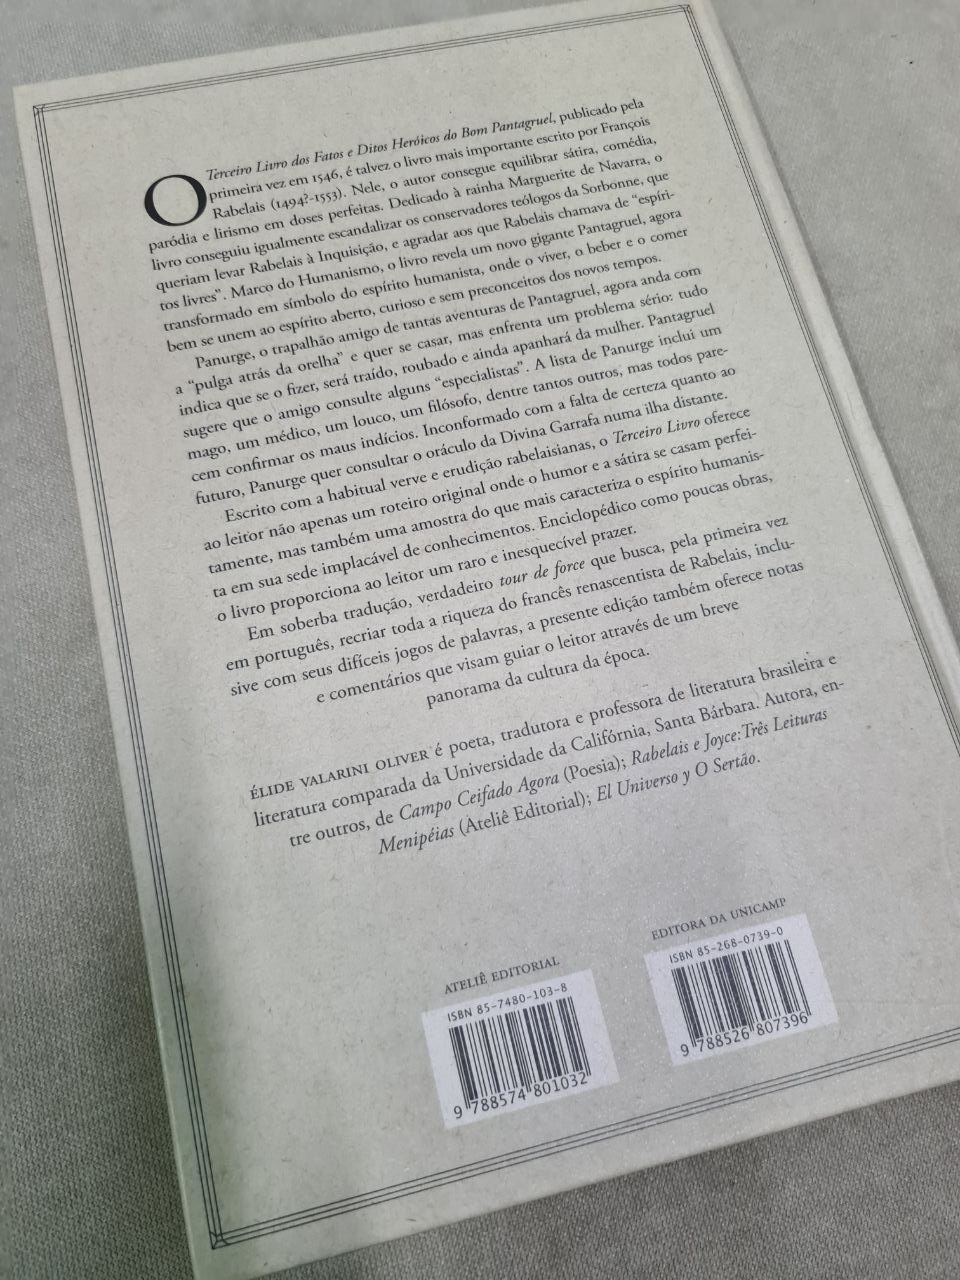 O Terceiro Livro dos Fatos e Ditos Heróicos do Bom Pantagruel, publicado pela
primeira vez em 1546, é talvez o livro mais importante escrito por François
Rabelais (1494?-1553). Nele, o autor consegue equilibrar sátira, comédia,
paródia e lirismo em doses perfeitas. Dedicado à rainha Marguerite de Navarra, o
livro conseguiu igualmente escandalizar os conservadores teólogos da Sorbonne, que
queriam levar Rabelais à Inquisição, e agradar aos que Rabelais chamava de "espíri-
tos livres". Marco do Humanismo, o livro revela um novo gigante Pantagruel, agora
transformado em símbolo do espírito humanista, onde o viver, o beber e o comer
bem se unem ao espírito aberto, curioso e sem preconceitos dos novos tempos.
Panurge, o trapalhão amigo de tantas aventuras de Pantagruel, agora anda com
a "pulga atrás da orelha" e quer se casar, mas enfrenta um problema sério: tudo
indica que se o fizer, será traído, roubado e ainda apanhará da mulher. Pantagruel
sugere que o amigo consulte alguns "especialistas". A lista de Panurge inclui um
mago, um médico, um louco, um filósofo, dentre tantos outros, mas todos pare-
cem confirmar os maus indícios. Inconformado com a falta de certeza quanto ao
futuro, Panurge quer consultar o oráculo da Divina Garrafa numa ilha distante.
Escrito com a habitual verve e erudição rabelaisianas, o Terceiro Livro oferece
ao leitor não apenas um roteiro original onde o humor e a sátira se casam perfei-
tamente, mas também uma amostra do que mais caracteriza o espírito humanis-
ta em sua sede implacável de conhecimentos. Enciclopédico como poucas obras,
o livro proporciona ao leitor um raro e inesquecível prazer.
Em soberba tradução, verdadeiro tour de force que busca, pela primeira vez
em português, recriar toda a riqueza do francês renascentista de Rabelais, inclu-
sive com seus difíceis jogos de palavras, a presente edição também oferece notas
e comentários que visam guiar o leitor através de um breve
panorama da cultura da época.
ÉLIDE VALARINI OLIVER é poeta, tradutora e professora de literatura brasileira e
literatura comparada da Universidade da Califórnia, Santa Bárbara. Autora, en-
tre outros, de Campo Ceifado Agora (Poesia); Rabelais e Joyce: Três Leituras
Menipéias (Ateliê Editorial); El Universo y O Sertão.
ATELIÊ EDITORIAL
ISBN 85-7480-103-8
9 788574 801032
EDITORA DA UNICAMP
ISBN 85-268-0739-0
9 788526 807396